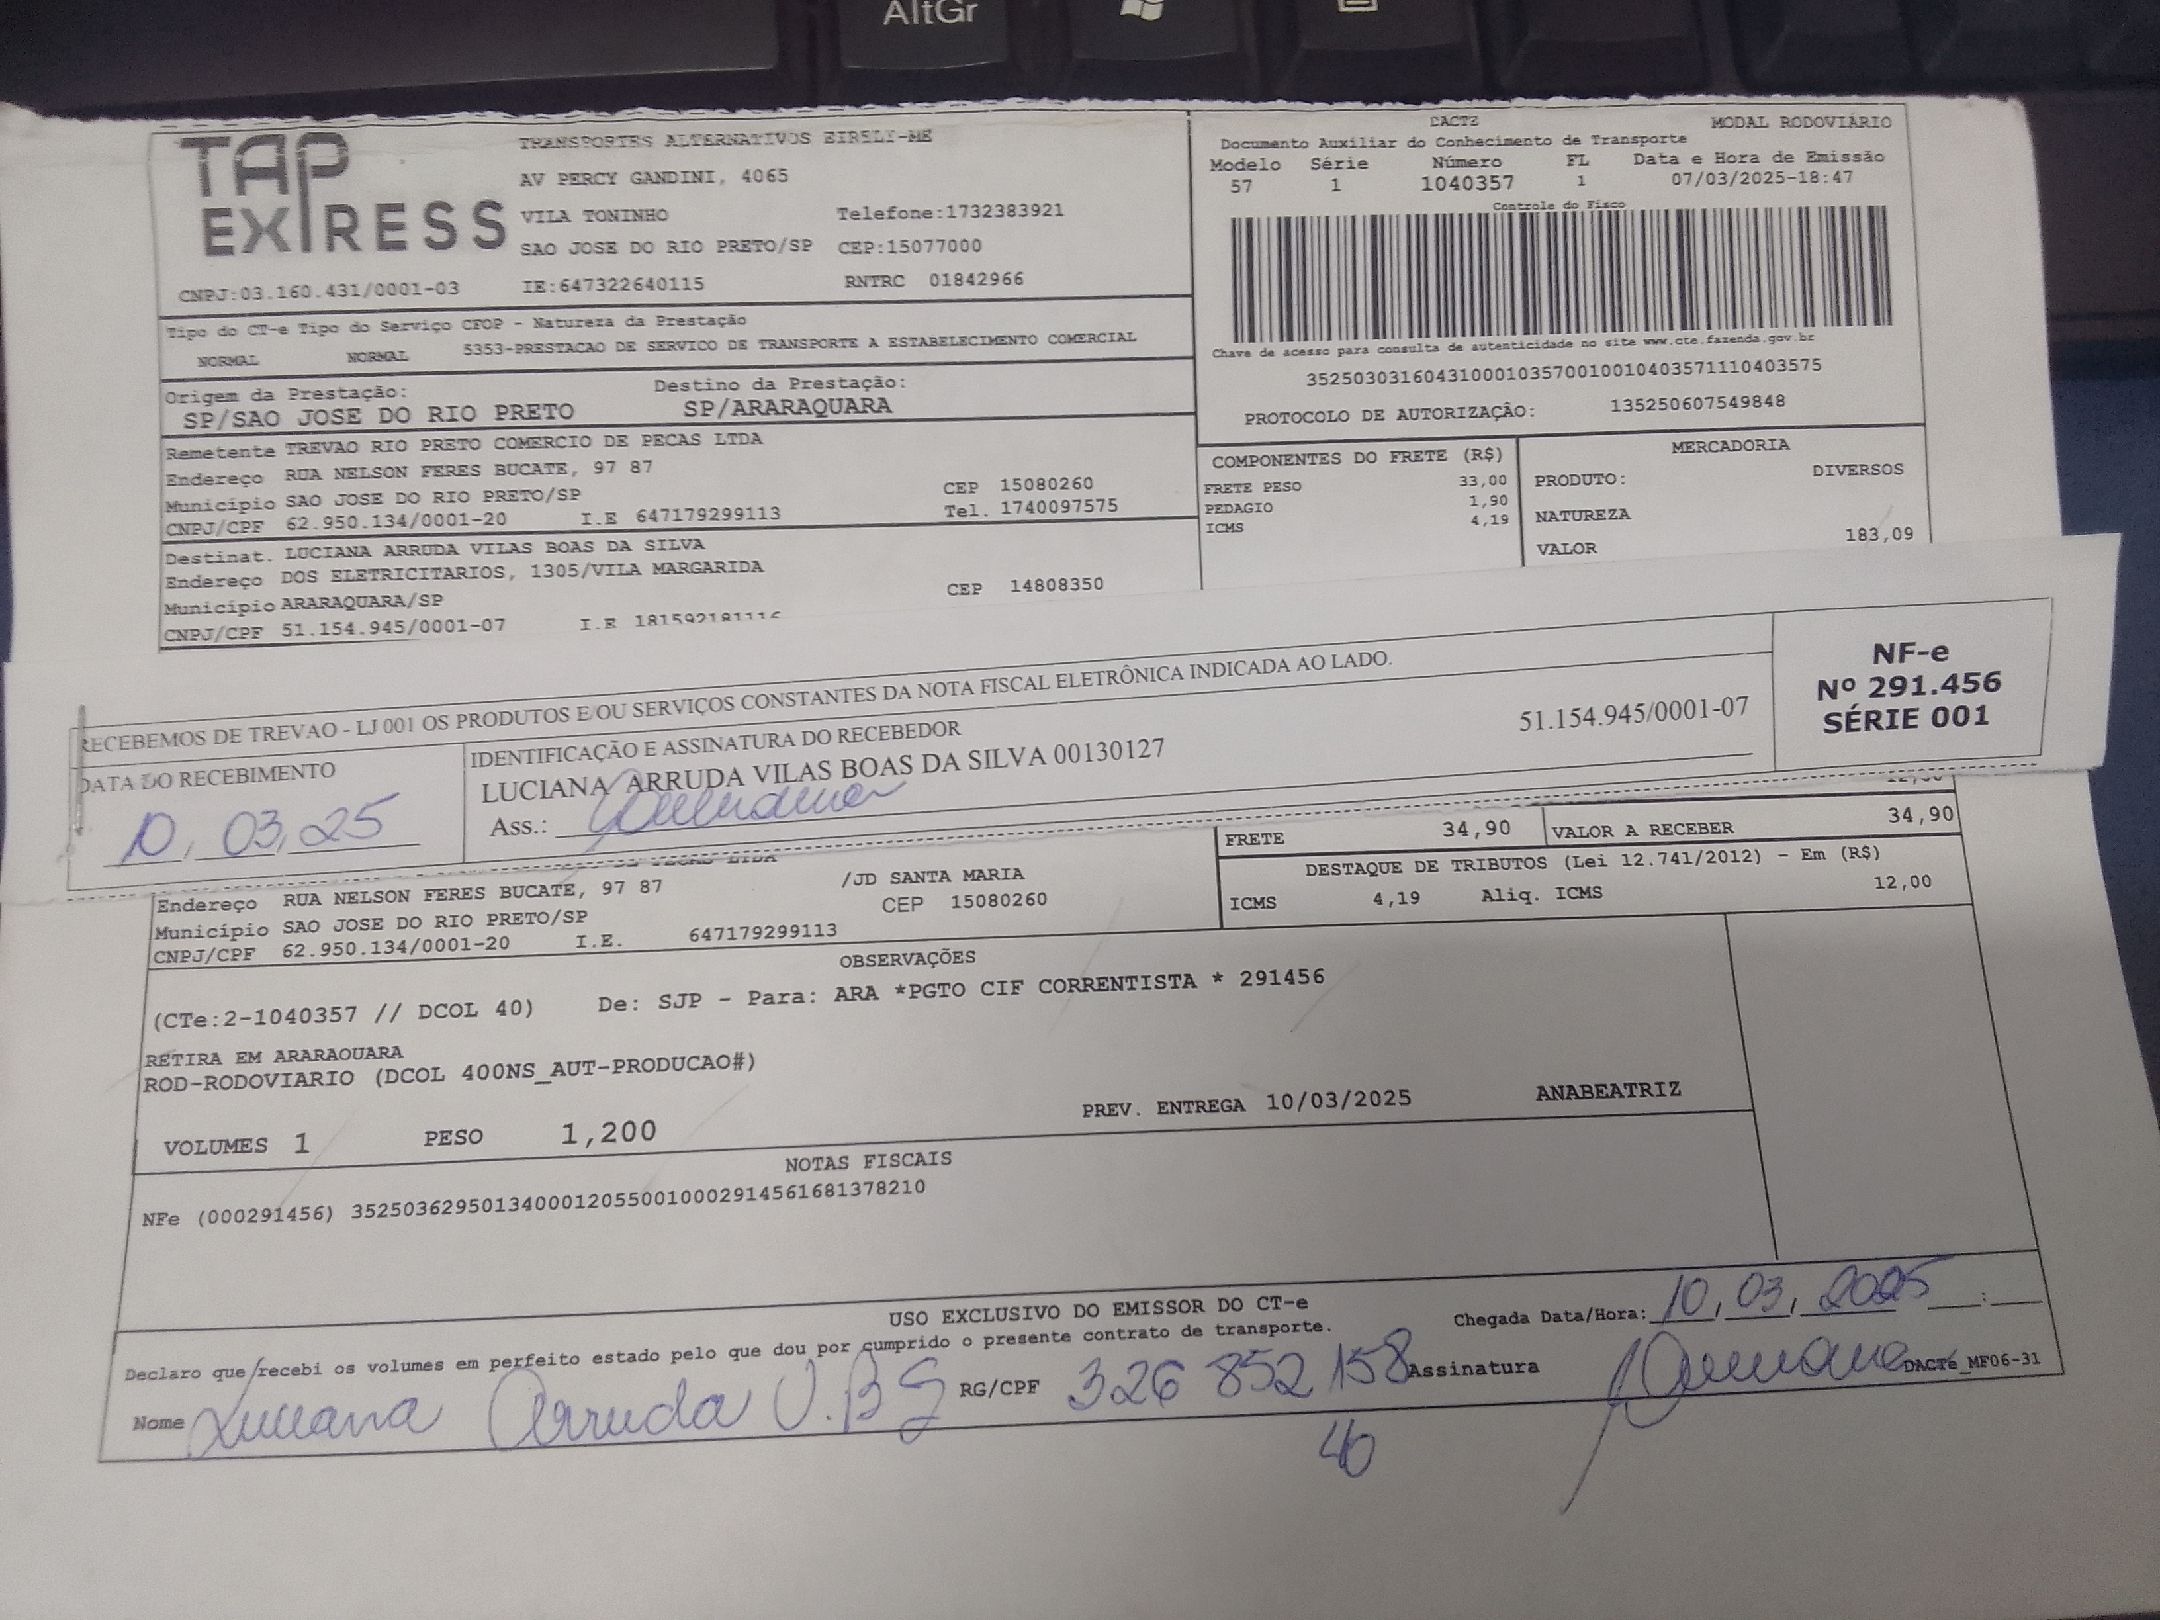 AltGr
TAP EXPRESS
TRANSPORTES ALTERNATIVOS EIRELI-ME
AV PERCY GANDINI, 4065
VILA TONINHO Telefone:1732383921
SAO JOSE DO RIO PRETO/SP CEP:15077000
CNPJ:03.160.431/0001-03 IE:647322640115 RNTRC 01842966
DACTE MODAL RODOVIÁRIO
Documento Auxiliar do Conhecimento de Transporte
Modelo Série Número FL Data e Hora de Emissão
57 1 1040357 1 07/03/2025-18:47
Controle do Fisco
Chave de acesso para consulta de autenticidade no site www.cte.fazenda.gov.br
35250303160431000103570010010403571110403575
PROTOCOLO DE AUTORIZAÇÂO: 135250607549848
Tipo do CT-e Tipo do Serviço CFOP - Natureza da Prestação
NORMAL NORMAL 5353-PRESTACAO DE SERVICO DE TRANSPORTE A ESTABELECIMENTO COMERCIAL
Origem da Prestação: Destino da Prestação:
SP/SAO JOSE DO RIO PRETO SP/ARARAQUARA
Remetente TREVAO RIO PRETO COMERCIO DE PECAS LTDA
Endereço RUA NELSON FERES BUCATE, 97 87
Município SAO JOSE DO RIO PRETO/SP CEP 15080260
CNPJ/CPF 62.950.134/0001-20 I.E 647179299113 Tel. 1740097575
Destinat. LUCIANA ARRUDA VILAS BOAS DA SILVA
Endereço DOS ELETRICITARIOS, 1305/VILA MARGARIDA
Município ARARAQUARA/SP CEP 14808350
CNPJ/CPF 51.154.945/0001-07 I.E 181592181116
COMPONENTES DO FRETE (R$)
FRETE PESO 33,00
PEDAGIO 1,90
ICMS 4,19
MERCADORIA
PRODUTO: DIVERSOS
NATUREZA
VALOR 183,09
RECEBEMOS DE TREVAO - LJ 001 OS PRODUTOS E/OU SERVIÇOS CONSTANTES DA NOTA FISCAL ELETRÔNICA INDICADA AO LADO.
DATA DO RECEBIMENTO
10, 03, 25
IDENTIFICAÇÃO E ASSINATURA DO RECEBEDOR
LUCIANA ARRUDA VILAS BOAS DA SILVA 00130127 51.154.945/0001-07
Ass.:
NF-e
Nº 291.456
SÉRIE 001
FRETE 34,90 VALOR A RECEBER 34,90
DESTAQUE DE TRIBUTOS (Lei 12.741/2012) - Em (R$)
ICMS 4,19 Aliq. ICMS 12,00
Endereço RUA NELSON FERES BUCATE, 97 87 /JD SANTA MARIA
Município SAO JOSE DO RIO PRETO/SP CEP 15080260
CNPJ/CPF 62.950.134/0001-20 I.E. 647179299113
OBSERVAÇÕES
(CTe:2-1040357 // DCOL 40) De: SJP - Para: ARA *PGTO CIF CORRENTISTA * 291456
RETIRA EM ARARAQUARA
ROD-RODOVIARIO (DCOL 400NS_AUT-PRODUCAO#)
VOLUMES 1 PESO 1,200 PREV. ENTREGA 10/03/2025 ANABEATRIZ
NOTAS FISCAIS
NFe (000291456) 35250362950134000120550010002914561681378210
USO EXCLUSIVO DO EMISSOR DO CT-e
Declaro que recebi os volumes em perfeito estado pelo que dou por cumprido o presente contrato de transporte.
Chegada Data/Hora: 10, 03, 2025 :
Nome Luciana Arruda V.B S RG/CPF 326 852 158 Assinatura DACTe_MF06-31
40